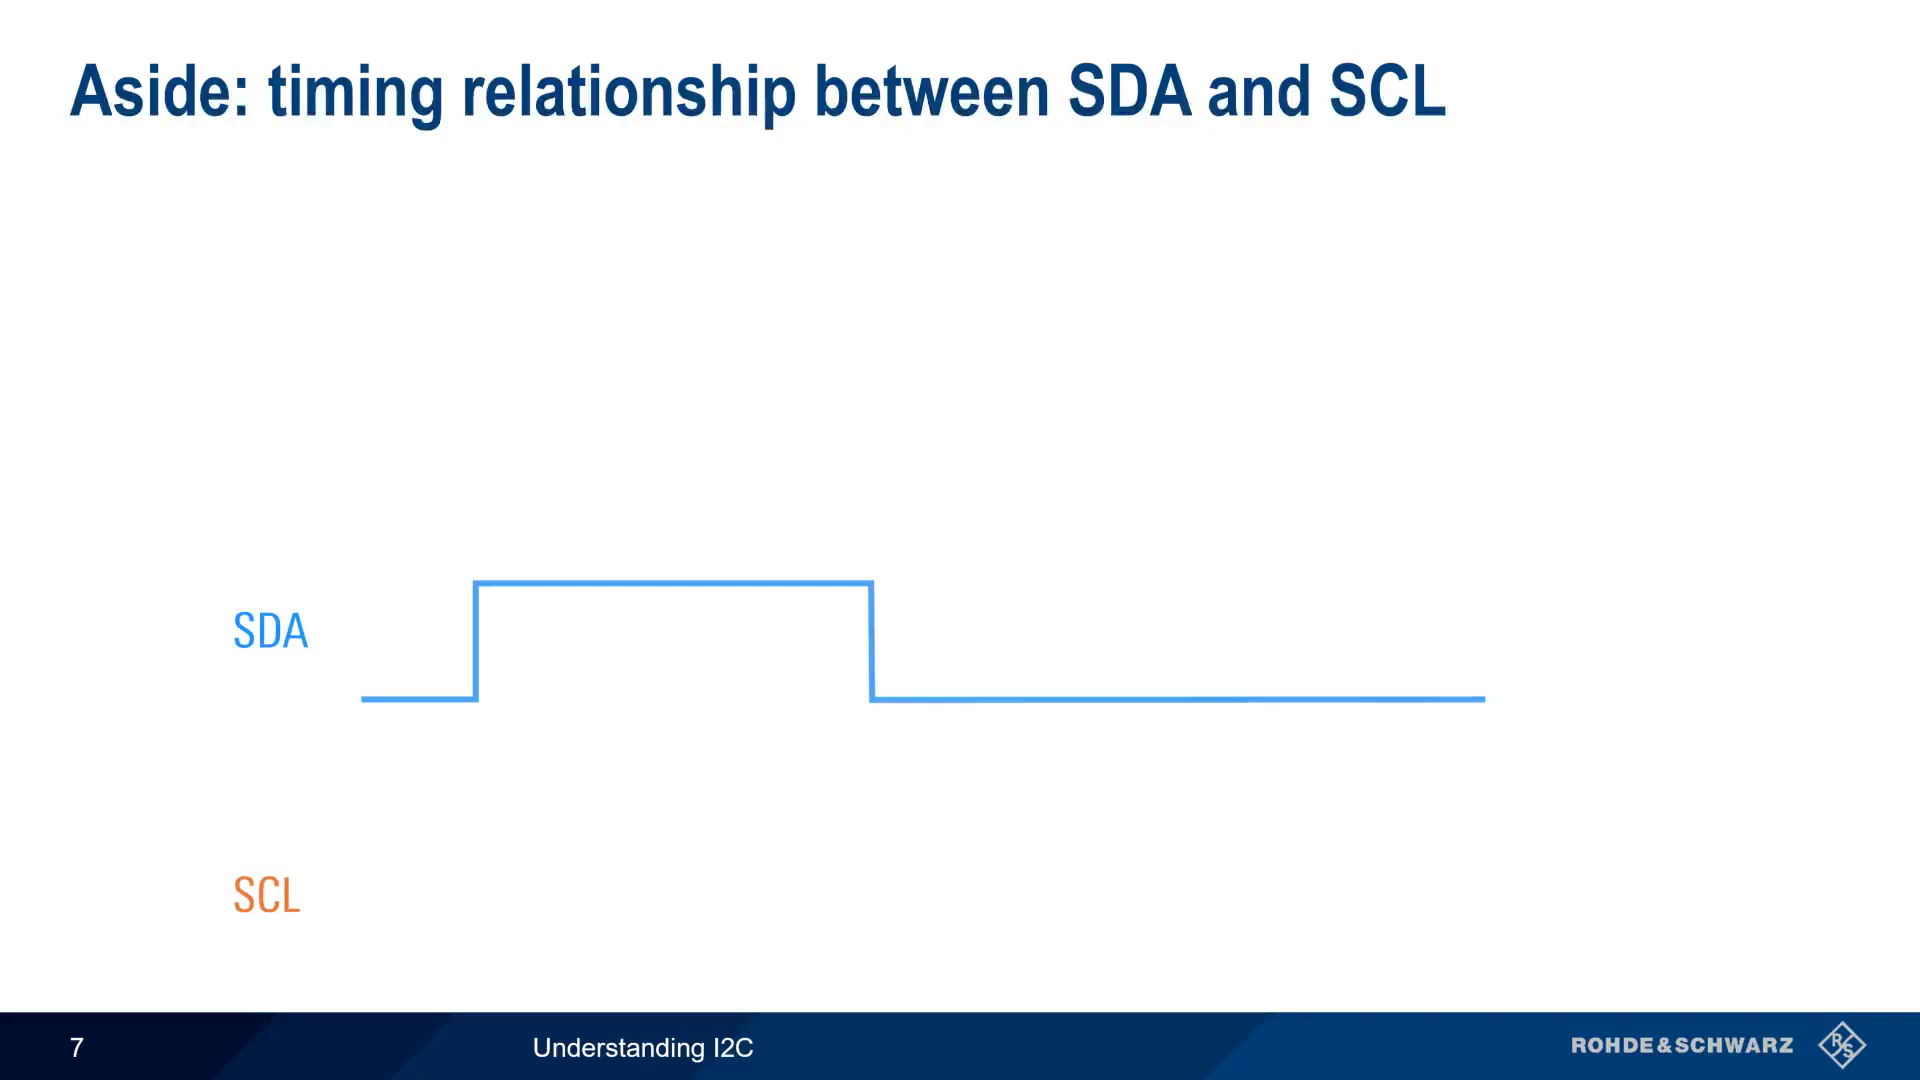 Aside: timing relationship between SDA and SCL
SDA
SCL
7
Understanding I2C
ROHDE&SCHWARZ
R
S